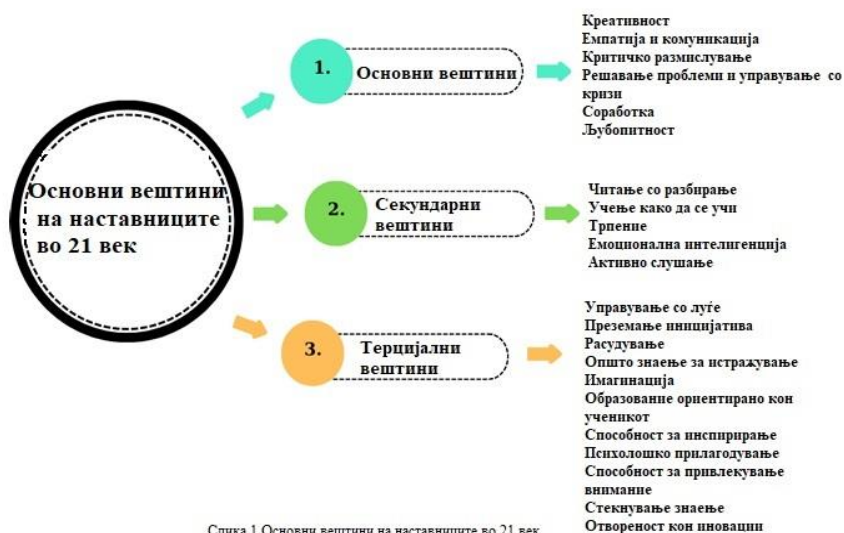 Основни вештини
на наставниците
во 21 век
1.
Основни вештини
Креативност
Емпатија и комуникација
Критичко размислување
Решавање проблеми и управување со
кризи
Соработка
Љубопитност
2.
Секундарни
вештини
Читање со разбирање
Учење како да се учи
Трпение
Емоционална интелигенција
Активно слушање
3.
Терцијални
вештини
Управување со луѓе
Преземање иницијатива
Расудување
Општо знаење за истражување
Имагинација
Образование ориентирано кон
ученикот
Способност за инспирирање
Психолошко прилагодување
Способност за привлекување
внимание
Стекнување знаење
Отвореност кон иновации
Слика 1 Основни вештини на наставниците во 21 век